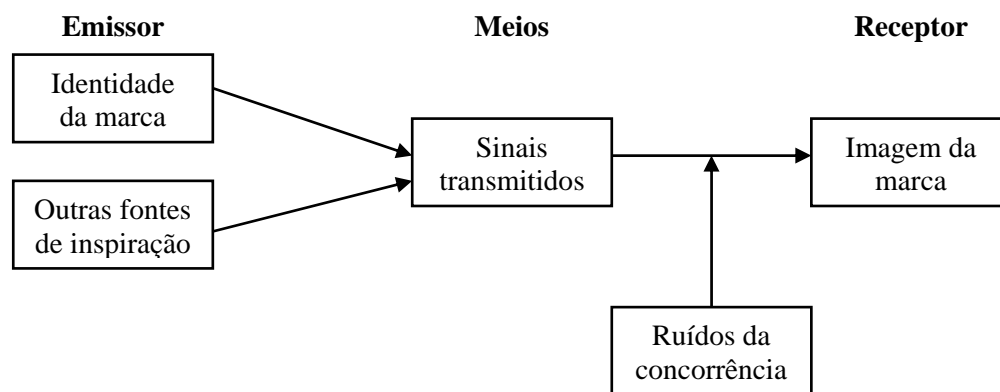 Emissor
Meios
Receptor
Identidade
da marca
Sinais
transmitidos
Imagem da
marca
Outras fontes
de inspiração
Ruídos da
concorrência